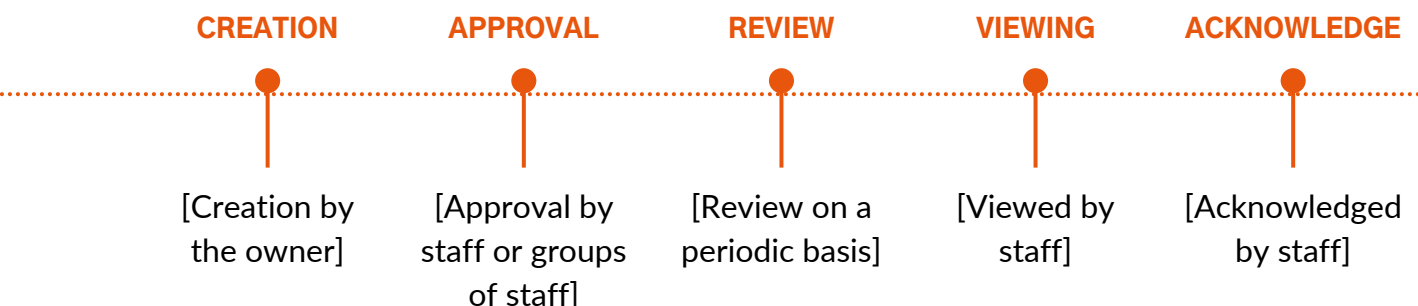 CREATION
APPROVAL
REVIEW
VIEWING
ACKNOWLEDGE
[Creation by
the owner]
[Approval by
staff or groups
of staff]
[Review on a
periodic basis]
[Viewed by
staff]
[Acknowledged
by staff]